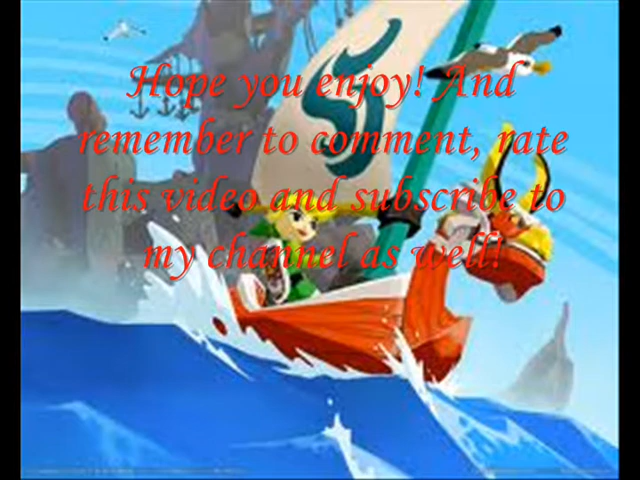 Hope you enjoy! And
remember to comment, rate
this video and subscribe to
my channel as well!